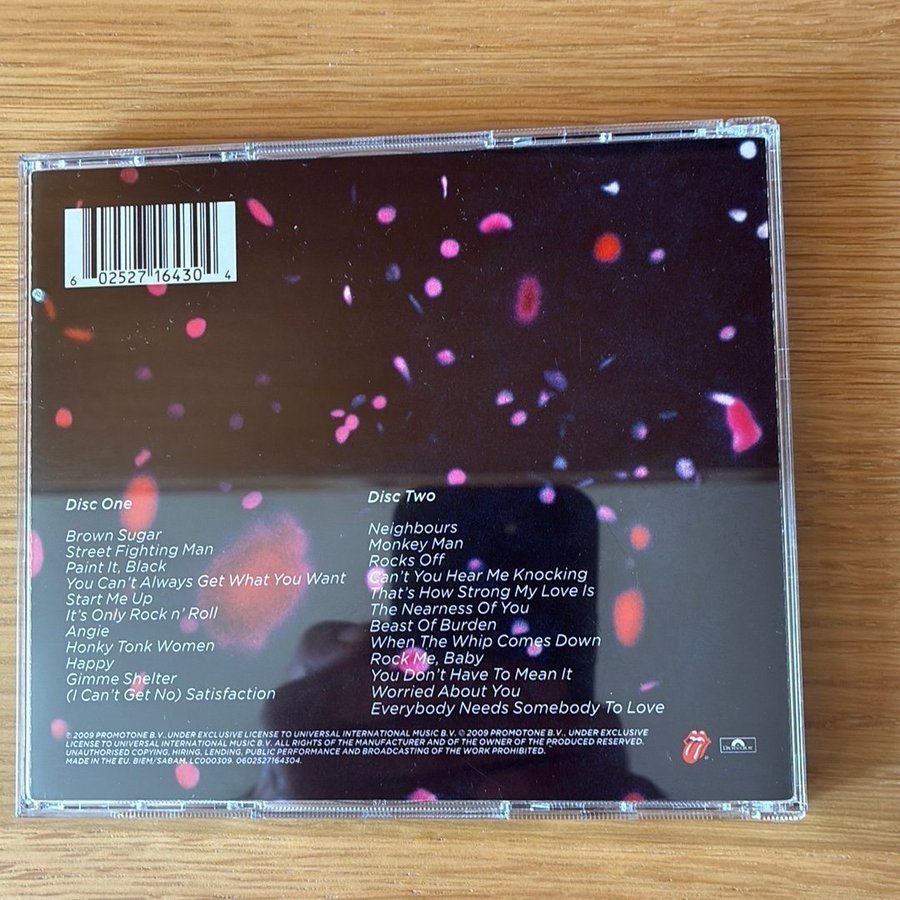 6 02527 16430 4
Disc One
Brown Sugar
Street Fighting Man
Paint It, Black
You Can't Always Get What You Want
Start Me Up
It's Only Rock n' Roll
Angie
Honky Tonk Women
Happy
Gimme Shelter
(I Can't Get No) Satisfaction
Disc Two
Neighbours
Monkey Man
Rocks Off
Can't You Hear Me Knocking
That's How Strong My Love Is
The Nearness Of You
Beast Of Burden
When The Whip Comes Down
Rock Me, Baby
You Don't Have To Mean It
Worried About You
Everybody Needs Somebody To Love
℗ 2009 PROMOTONE B.V., UNDER EXCLUSIVE LICENSE TO UNIVERSAL INTERNATIONAL MUSIC B.V. AND © 2009 PROMOTONE B.V., UNDER EXCLUSIVE
LICENSE TO UNIVERSAL INTERNATIONAL MUSIC B.V. ALL RIGHTS OF THE MANUFACTURER AND OF THE OWNER OF THE PRODUCED RESERVED.
UNAUTHORISED COPYING, HIRING, LENDING, PUBLIC PERFORMANCE AND BROADCASTING OF THE WORK PROHIBITED.
MADE IN THE EU. BIEM/SABAM, LC000309. 0602527164304.
Polydor